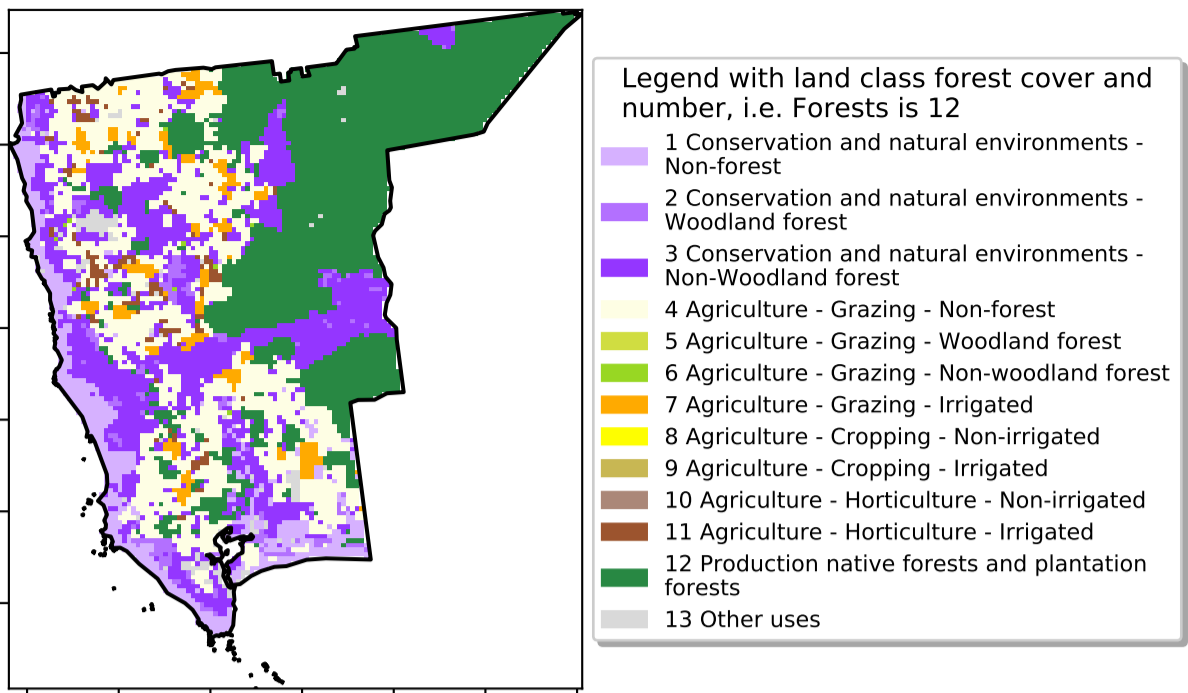 Legend with land class forest cover and
number, i.e. Forests is 12
1 Conservation and natural environments -
Non-forest
2 Conservation and natural environments -
Woodland forest
3 Conservation and natural environments -
Non-Woodland forest
4 Agriculture - Grazing - Non-forest
5 Agriculture - Grazing - Woodland forest
6 Agriculture - Grazing - Non-woodland forest
7 Agriculture - Grazing - Irrigated
8 Agriculture - Cropping - Non-irrigated
9 Agriculture - Cropping - Irrigated
10 Agriculture - Horticulture - Non-irrigated
11 Agriculture - Horticulture - Irrigated
12 Production native forests and plantation
forests
13 Other uses